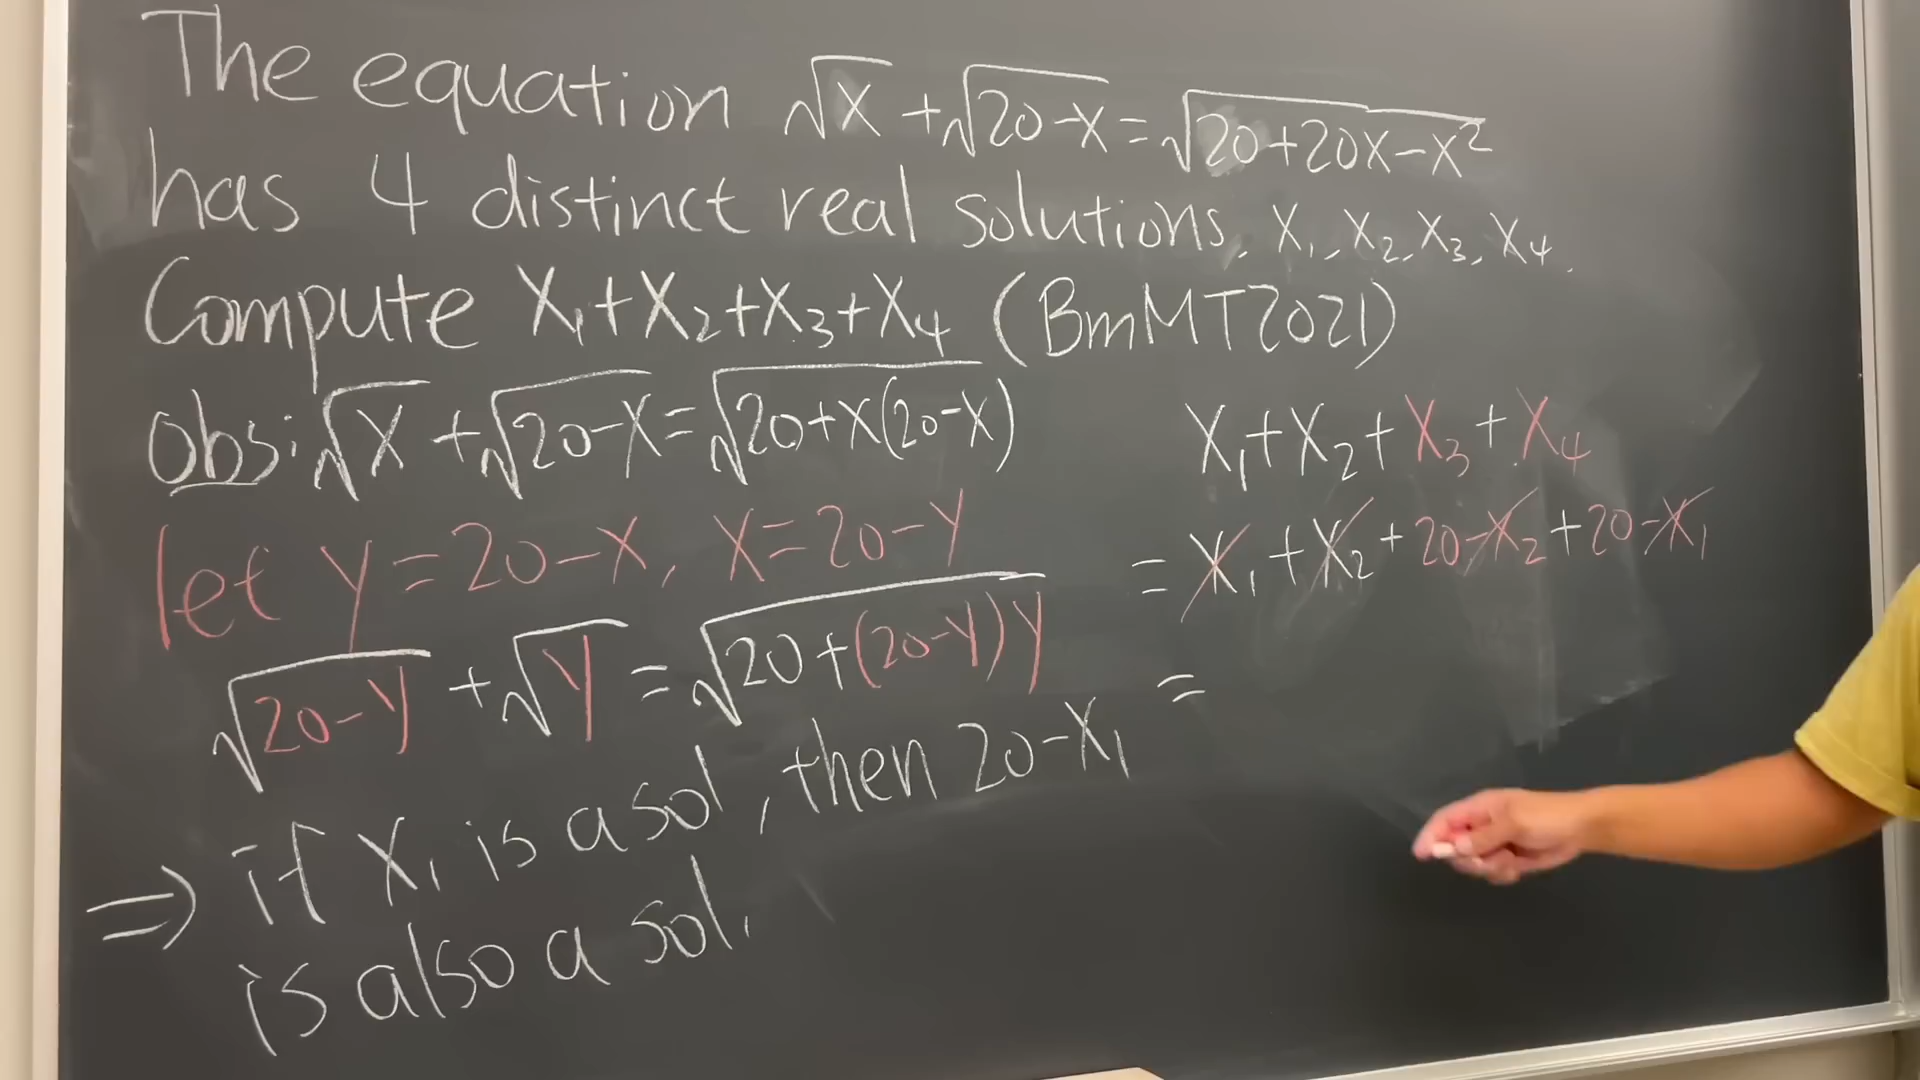 The equation √x + √(20-x) = √(20+20x-x²)
has 4 distinct real solutions, x₁, x₂, x₃, x₄.
Compute x₁+x₂+x₃+x₄ (BmMT2021)
obs: √x + √(20-x) = √(20+x(20-x))
let y=20-x, x=20-y
√(20-y) + √y = √(20+(20-y)y)
⇒ if x₁ is a sol, then 20-x₁
is also a sol.
x₁+x₂+x₃+x₄
= x₁+x₂+20-x₂+20-x₁
=